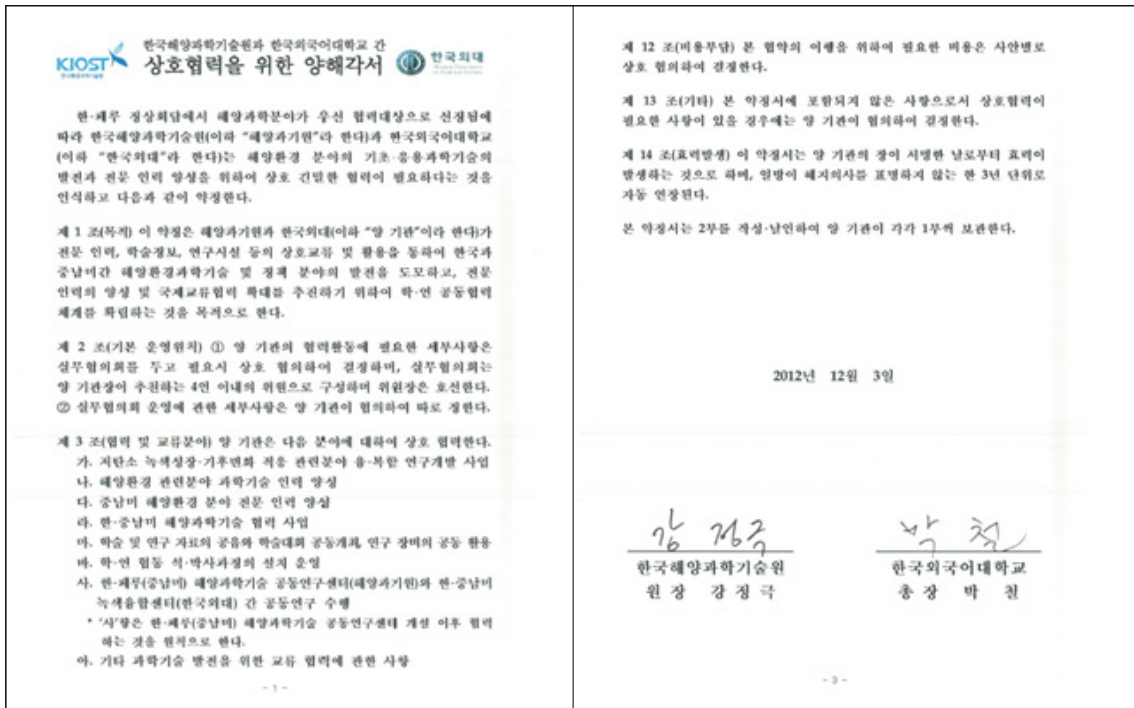 한국해양과학기술원과 한국외국어대학교 간
KIOST
상호협력을 위한 양해각서
한국외대
한·페루 정상회담에서 해양과학분야가 우선 협력대상으로 선정됨에
따라 한국해양과학기술원(이하 "해양과기원"라 한다)과 한국외국어대학교
(이하 "한국외대"라 한다)는 해양환경 분야의 기초·응용과학기술의
발전과 전문 인력 양성을 위하여 상호 긴밀한 협력이 필요하다는 것을
인식하고 다음과 같이 약정한다.
제 1 조(목적) 이 약정은 해양과기원과 한국외대(이하 "양 기관"이라 한다)가
전문 인력, 학술정보, 연구시설 등의 상호교류 및 활용을 통하여 한국과
중남미간 해양환경과학기술 및 정책 분야의 발전을 도모하고, 전문
인력의 양성 및 국제교류협력 확대를 추진하기 위하여 학·연 공동협력
체계를 확립하는 것을 목적으로 한다.
제 2 조(기본 운영원칙) ① 양 기관의 협력활동에 필요한 세부사항은
실무협의회를 두고 필요시 상호 협의하여 결정하며, 실무협의회는
양 기관장이 추천하는 4인 이내의 위원으로 구성하며 위원장은 호선한다.
② 실무협의회 운영에 관한 세부사항은 양 기관이 협의하여 따로 정한다.
제 3 조(협력 및 교류분야) 양 기관은 다음 분야에 대하여 상호 협력한다.
가. 저탄소 녹색성장·기후변화 적응 관련분야 융·복합 연구개발 사업
나. 해양환경 관련분야 과학기술 인력 양성
다. 중남미 해양환경 분야 전문 인력 양성
라. 한·중남미 해양과학기술 협력 사업
마. 학술 및 연구 자료의 공유와 학술대회 공동개최, 연구 장비의 공동 활용
바. 학·연 협동 석·박사과정의 설치 운영
사. 한·페루(중남미) 해양과학기술 공동연구센터(해양과기원)와 한·중남미
녹색융합센터(한국외대) 간 공동연구 수행
* '사'항은 한·페루(중남미) 해양과학기술 공동연구센터 개설 이후 협력
하는 것을 원칙으로 한다.
아. 기타 과학기술 발전을 위한 교류 협력에 관한 사항
- 1 -
제 12 조(비용부담) 본 협약의 이행을 위하여 필요한 비용은 사안별로
상호 협의하여 결정한다.
제 13 조(기타) 본 약정서에 포함되지 않은 사항으로서 상호협력이
필요한 사항이 있을 경우에는 양 기관이 협의하여 결정한다.
제 14 조(효력발생) 이 약정서는 양 기관의 장이 서명한 날로부터 효력이
발생하는 것으로 하며, 일방이 해지의사를 표명하지 않는 한 3년 단위로
자동 연장된다.
본 약정서는 2부를 작성·날인하여 양 기관이 각각 1부씩 보관한다.
2012년 12월 3일
강 정극 박 철
한국해양과학기술원 한국외국어대학교
원 장 강 정 극 총 장 박 철
- 3 -